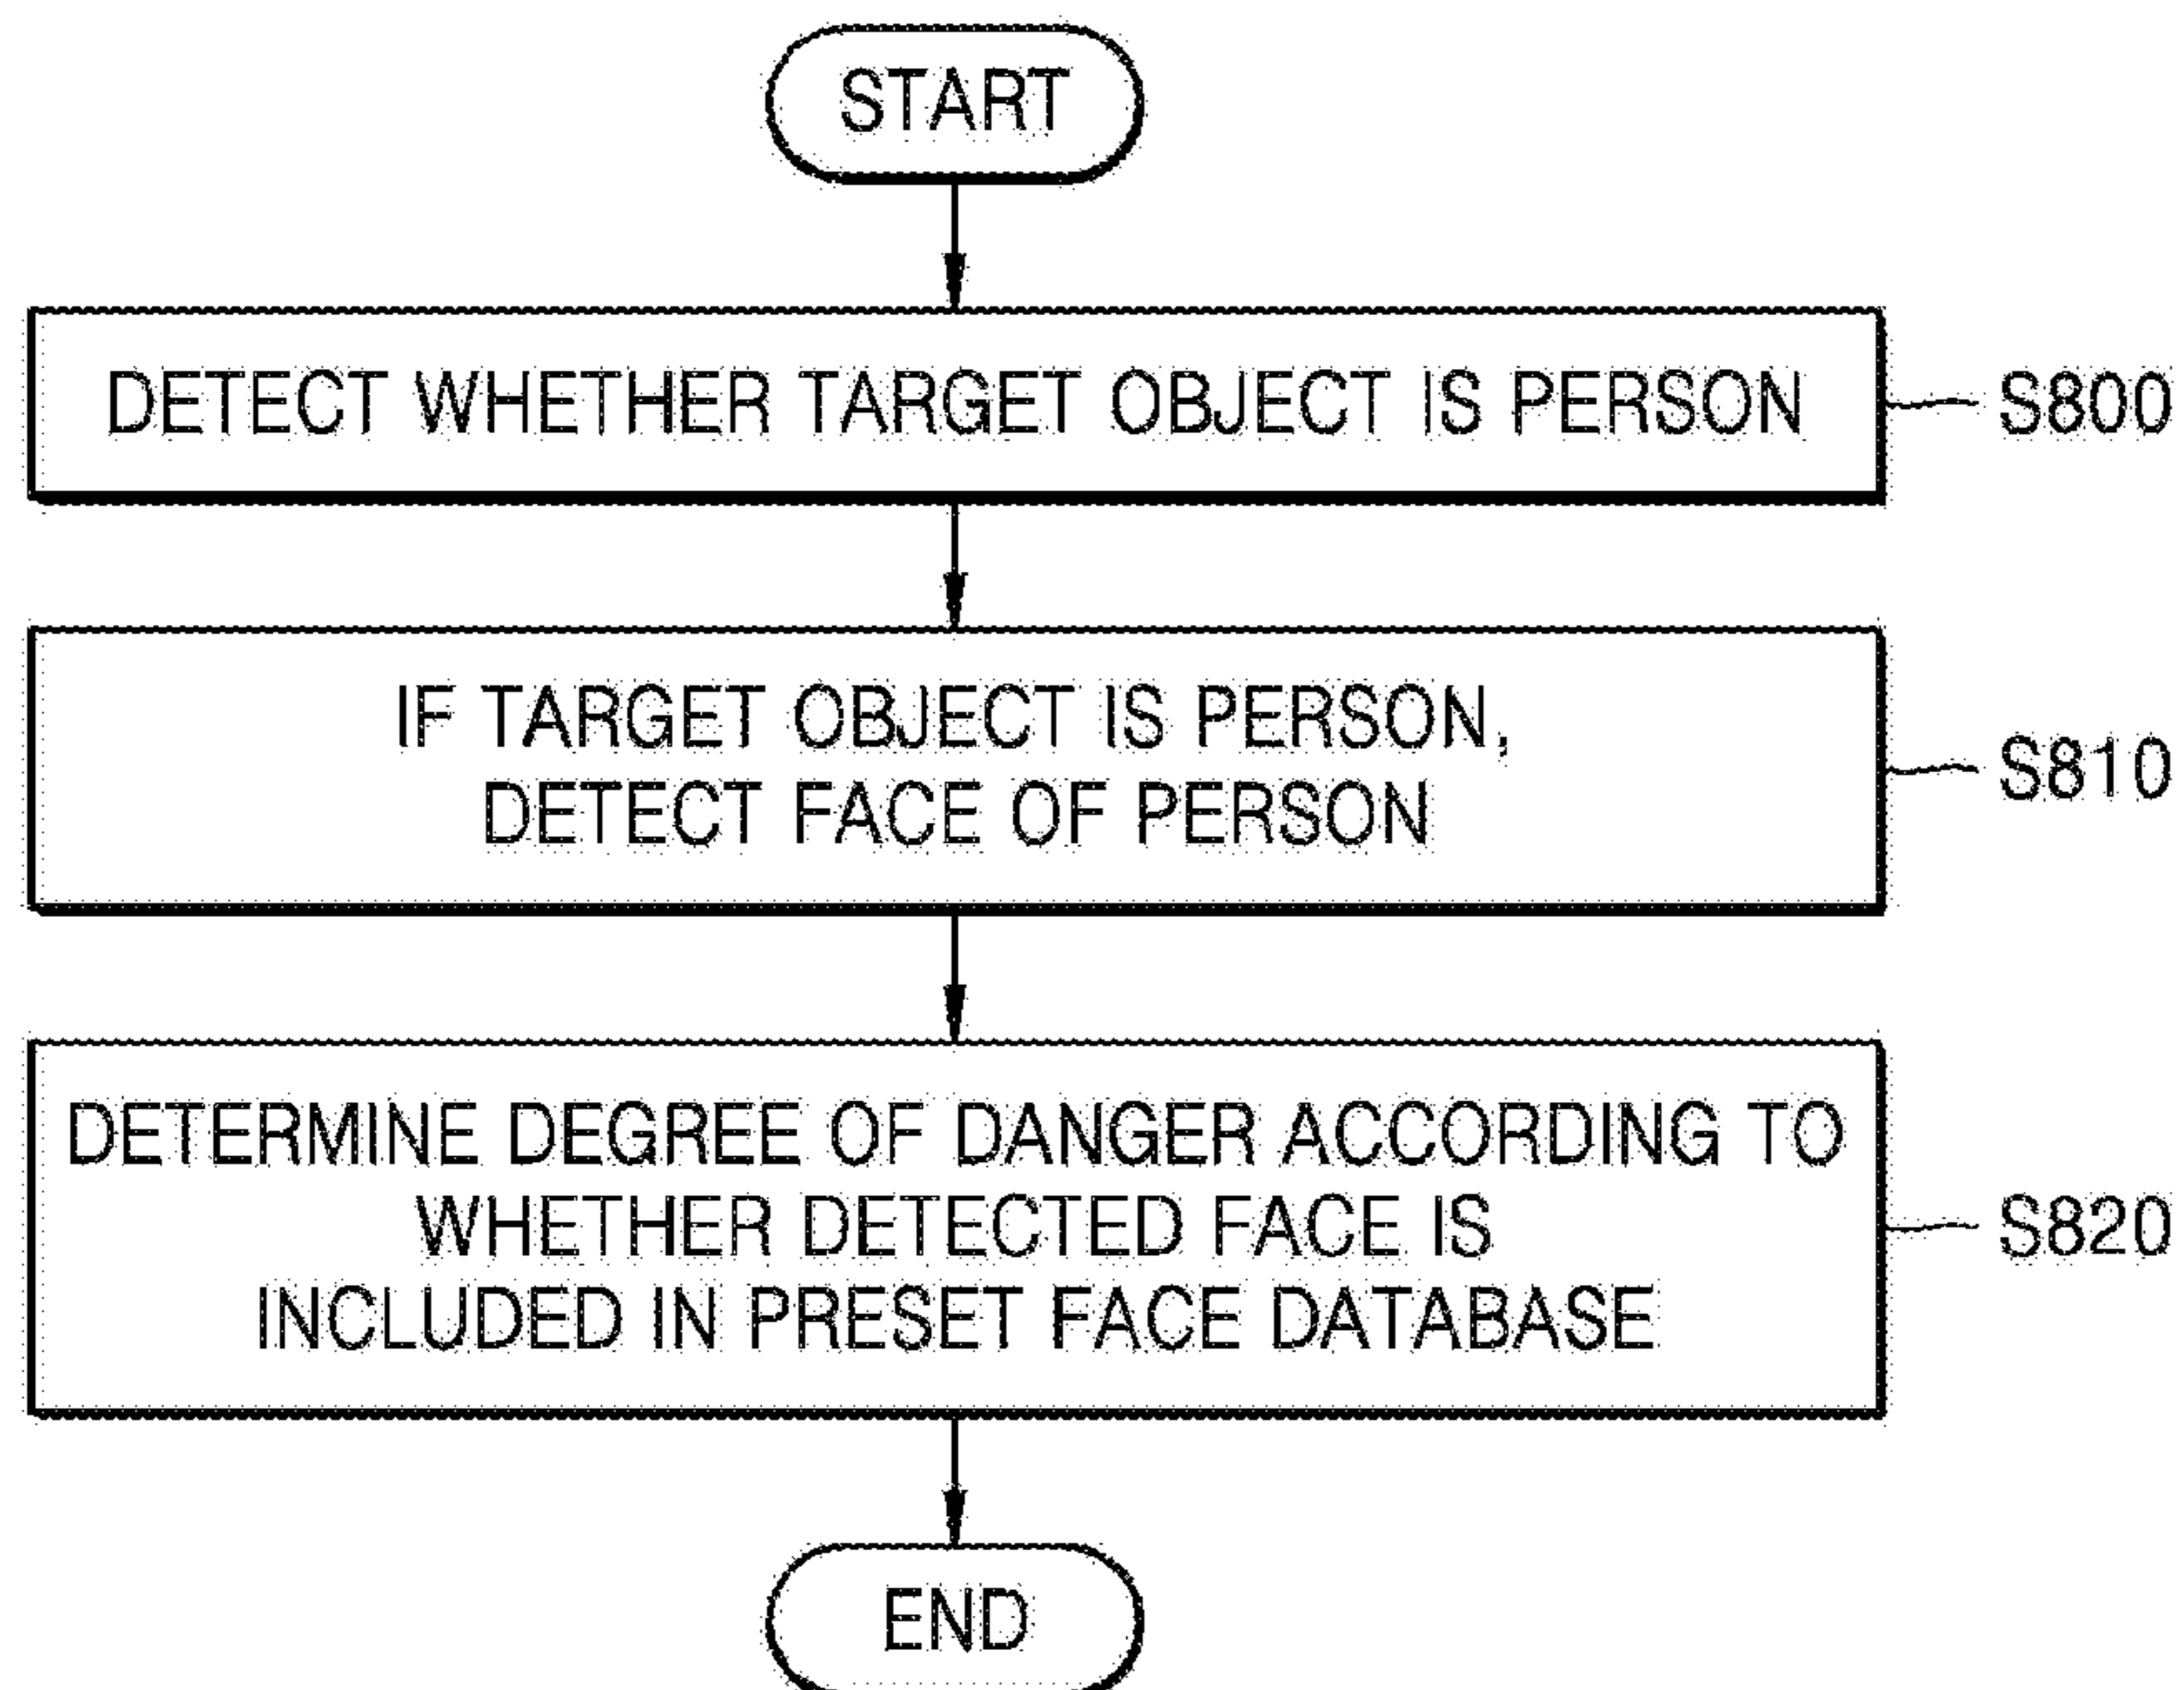 START
DETECT WHETHER TARGET OBJECT IS PERSON
S800
IF TARGET OBJECT IS PERSON,
DETECT FACE OF PERSON
S810
DETERMINE DEGREE OF DANGER ACCORDING TO
WHETHER DETECTED FACE IS
INCLUDED IN PRESET FACE DATABASE
S820
END